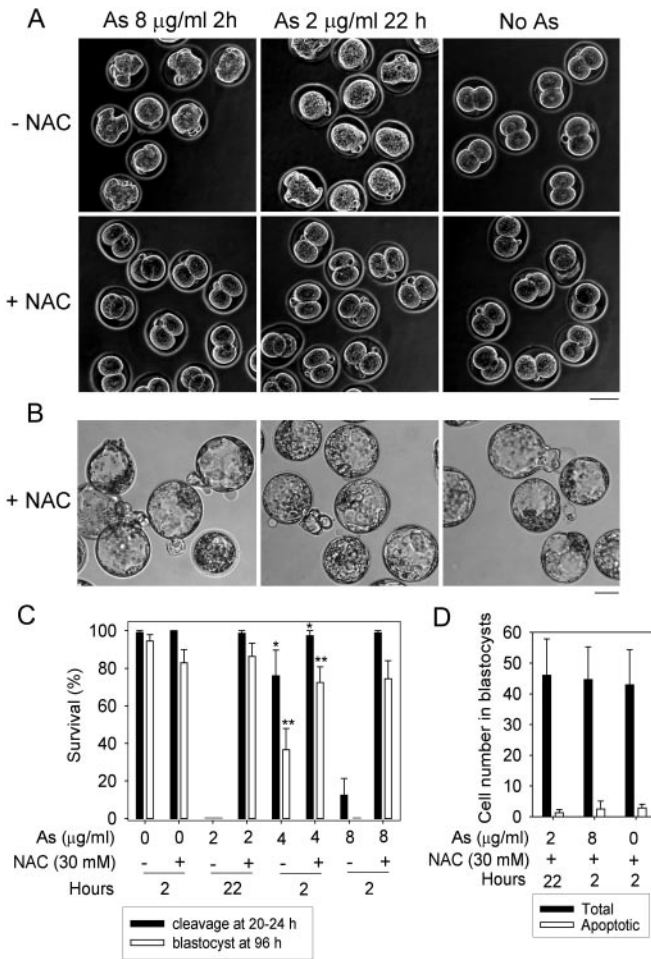 A
As 8 μg/ml 2h
As 2 μg/ml 22 h
No As
- NAC
+ NAC
B
+ NAC
C
Survival (%)
100
80
60
40
20
0
* ** * **
As (μg/ml) 0 0 2 2 4 4 8 8
NAC (30 mM) - + - + - + - +
Hours 2 22 2 2
cleavage at 20-24 h
blastocyst at 96 h
D
Cell number in blastocysts
60
50
40
30
20
10
0
As (μg/ml) 2 8 0
NAC (30 mM) + + +
Hours 22 2 2
Total
Apoptotic